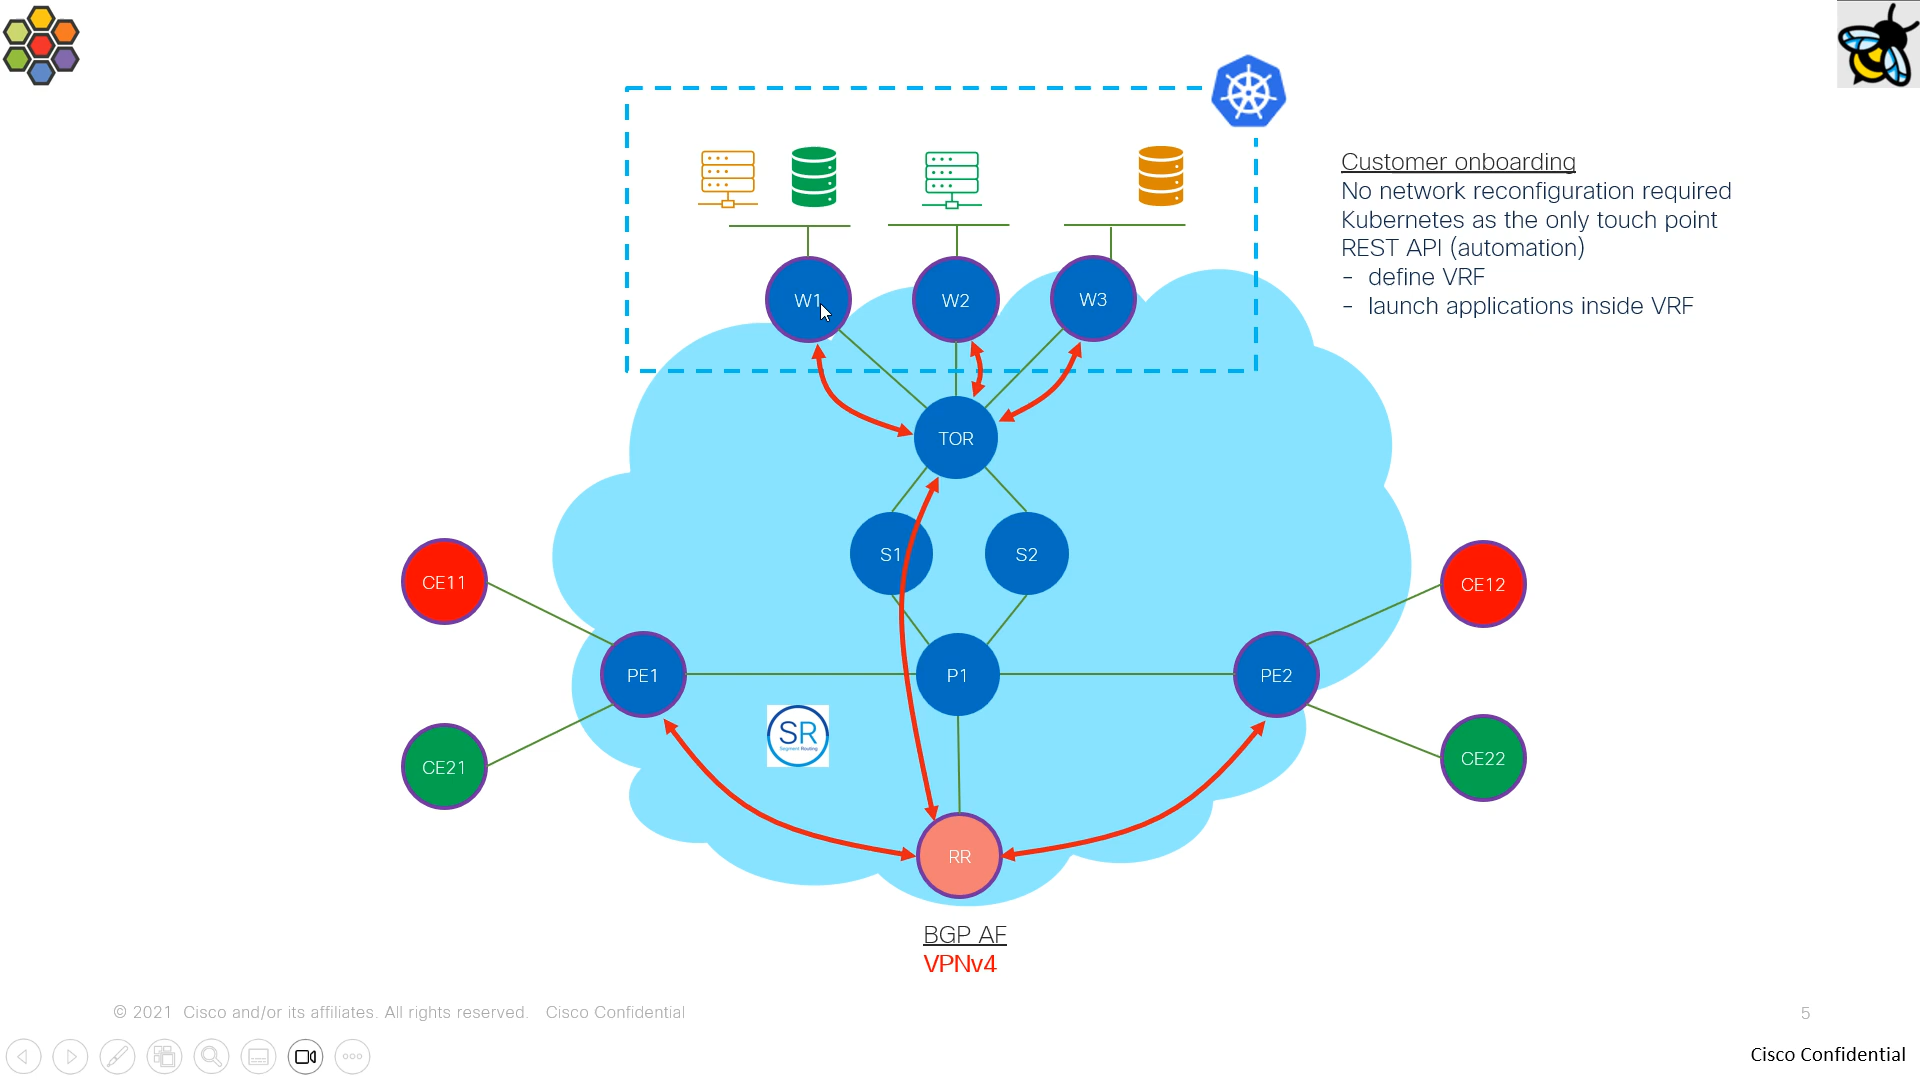 Customer onboarding
No network reconfiguration required
Kubernetes as the only touch point
REST API (automation)
- define VRF
- launch applications inside VRF
W1
W2
W3
TOR
S1
S2
CE11
CE12
PE1
P1
PE2
SR
Segment Routing
CE21
CE22
RR
BGP AF
VPNv4
© 2021 Cisco and/or its affiliates. All rights reserved. Cisco Confidential
5
Cisco Confidential